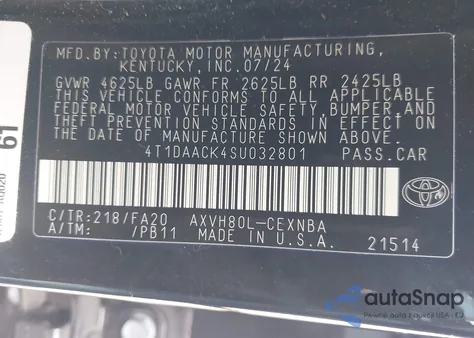 MFD. BY:TOYOTA MOTOR MANUFACTURING,
KENTUCKY, INC.07/24
GVWR 4625LB GAWR FR 2625LB RR 2425LB
THIS VEHICLE CONFORMS TO ALL APPLICABLE
FEDERAL MOTOR VEHICLE SAFETY, BUMPER AND
THEFT PREVENTION STANDARDS IN EFFECT ON
THE DATE OF MANUFACTURE SHOWN ABOVE.
4T1DAACK4SU032801 PASS.CAR
TOYOTA
C/TR:218/FA20 AXVH80L-CEXNBA
A/TM: /PB11 MADE IN U.S.A. 21514
61
autoSnap